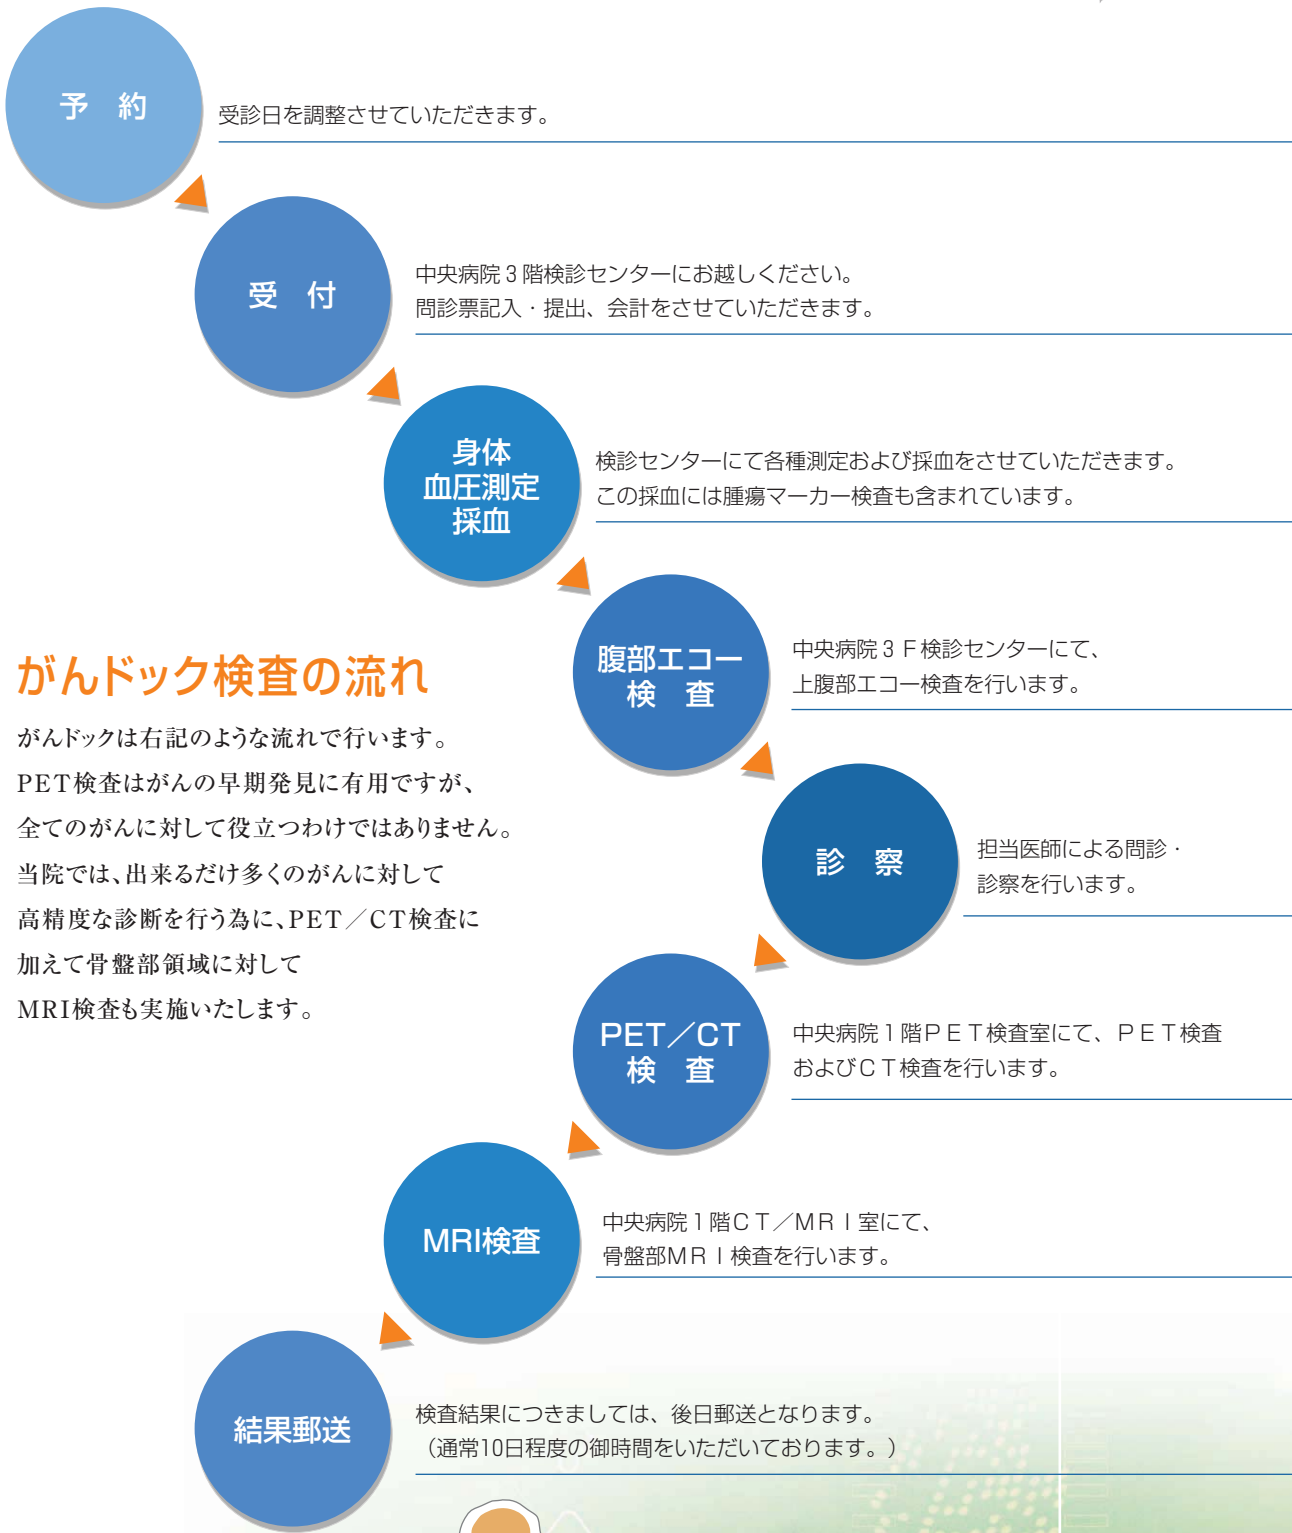 予　約
受診日を調整させていただきます。
受　付
中央病院３階検診センターにお越しください。
問診票記入・提出、会計をさせていただきます。
身体
血圧測定
採血
検診センターにて各種測定および採血をさせていただきます。
この採血には腫瘍マーカー検査も含まれています。
腹部エコー
検　査
中央病院３Ｆ検診センターにて、
上腹部エコー検査を行います。
がんドック検査の流れ
がんドックは右記のような流れで行います。
PET検査はがんの早期発見に有用ですが、
全てのがんに対して役立つわけではありません。
当院では、出来るだけ多くのがんに対して
高精度な診断を行う為に、PET／CT検査に
加えて骨盤部領域に対して
MRI検査も実施いたします。
診　察
担当医師による問診・
診察を行います。
PET／CT
検　査
中央病院１階ＰＥＴ検査室にて、ＰＥＴ検査
およびＣＴ検査を行います。
MRI検査
中央病院１階ＣＴ／ＭＲＩ室にて、
骨盤部ＭＲＩ検査を行います。
結果郵送
検査結果につきましては、後日郵送となります。
（通常10日程度の御時間をいただいております。）